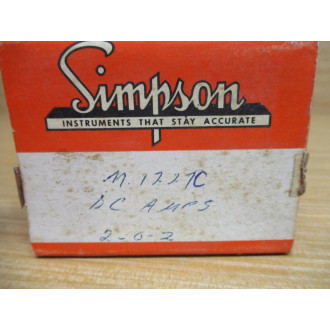 Simpson
INSTRUMENTS THAT STAY ACCURATE
M. 1227C
DC AMPS
2-0-2